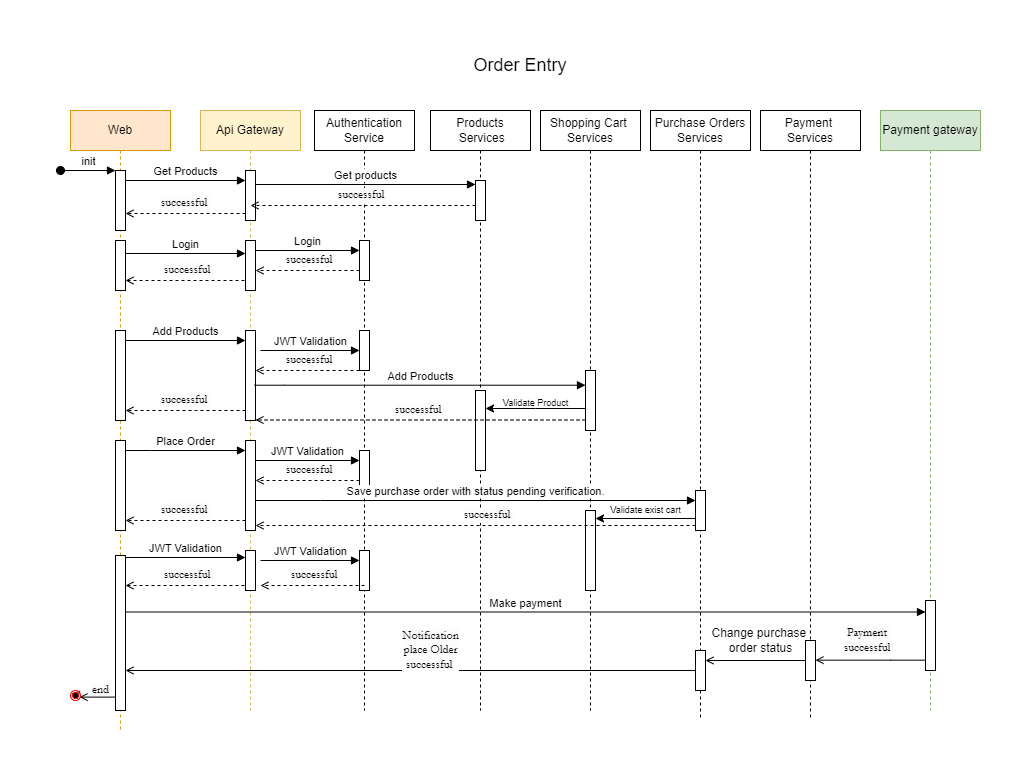 Order Entry
Web
Api Gateway
Authentication
Service
Products
Services
Shopping Cart
Services
Purchase Orders
Services
Payment
Services
Payment gateway
init
Get Products
Get products
successful
successful
Login
Login
successful
successful
Add Products
JWT Validation
successful
Add Products
Validate Product
successful
successful
Place Order
JWT Validation
successful
Save purchase order with status pending verification.
Validate exist cart
successful
successful
JWT Validation
JWT Validation
successful
successful
Make payment
Payment
successful
Change purchase
order status
Notification
place Older
successful
end